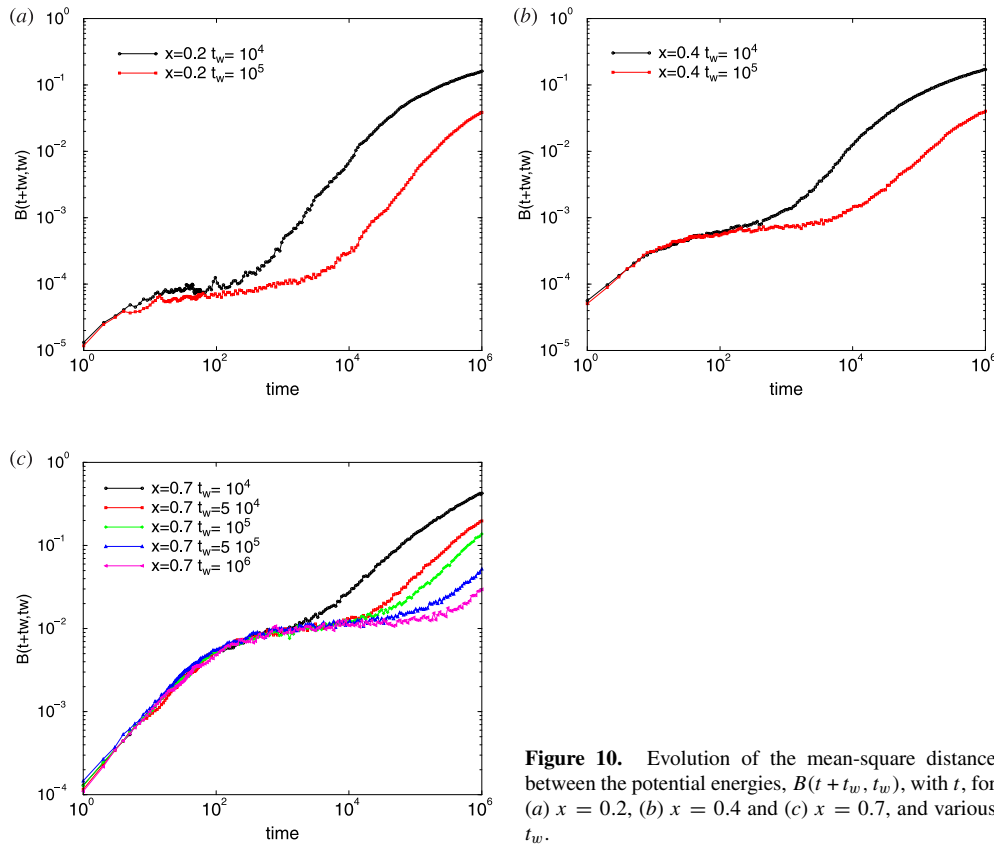 (a)
10^0
10^-1
10^-2
10^-3
10^-4
10^-5
B(t+tw,tw)
x=0.2 t_w= 10^4
x=0.2 t_w= 10^5
10^0 10^2 10^4 10^6
time
(b)
10^0
10^-1
10^-2
10^-3
10^-4
10^-5
B(t+tw,tw)
x=0.4 t_w= 10^4
x=0.4 t_w= 10^5
10^0 10^2 10^4 10^6
time
(c)
10^0
10^-1
10^-2
10^-3
10^-4
B(t+tw,tw)
x=0.7 t_w= 10^4
x=0.7 t_w=5 10^4
x=0.7 t_w= 10^5
x=0.7 t_w=5 10^5
x=0.7 t_w= 10^6
10^0 10^2 10^4 10^6
time
Figure 10. Evolution of the mean-square distance
between the potential energies, B(t + t_w, t_w), with t, for
(a) x = 0.2, (b) x = 0.4 and (c) x = 0.7, and various
t_w.